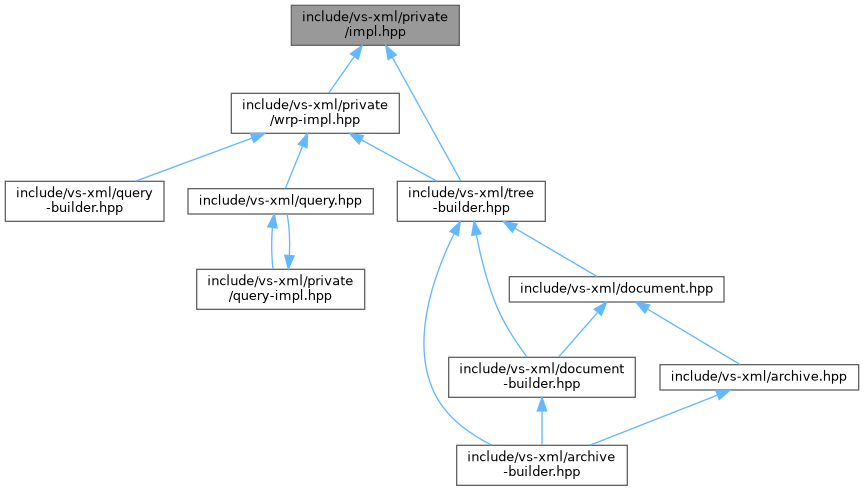 include/vs-xml/private
/impl.hpp
include/vs-xml/private
/wrp-impl.hpp
include/vs-xml/query
-builder.hpp
include/vs-xml/query.hpp
include/vs-xml/tree
-builder.hpp
include/vs-xml/private
/query-impl.hpp
include/vs-xml/document.hpp
include/vs-xml/document
-builder.hpp
include/vs-xml/archive.hpp
include/vs-xml/archive
-builder.hpp